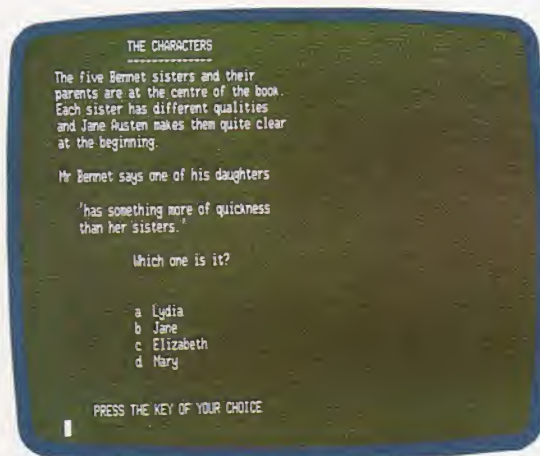 THE CHARACTERS
--------------
The five Bennet sisters and their
parents are at the centre of the book.
Each sister has different qualities
and Jane Austen makes them quite clear
at the beginning.
Mr Bennet says one of his daughters
'has something more of quickness
than her sisters.'
Which one is it?
a Lydia
b Jane
c Elizabeth
d Mary
PRESS THE KEY OF YOUR CHOICE